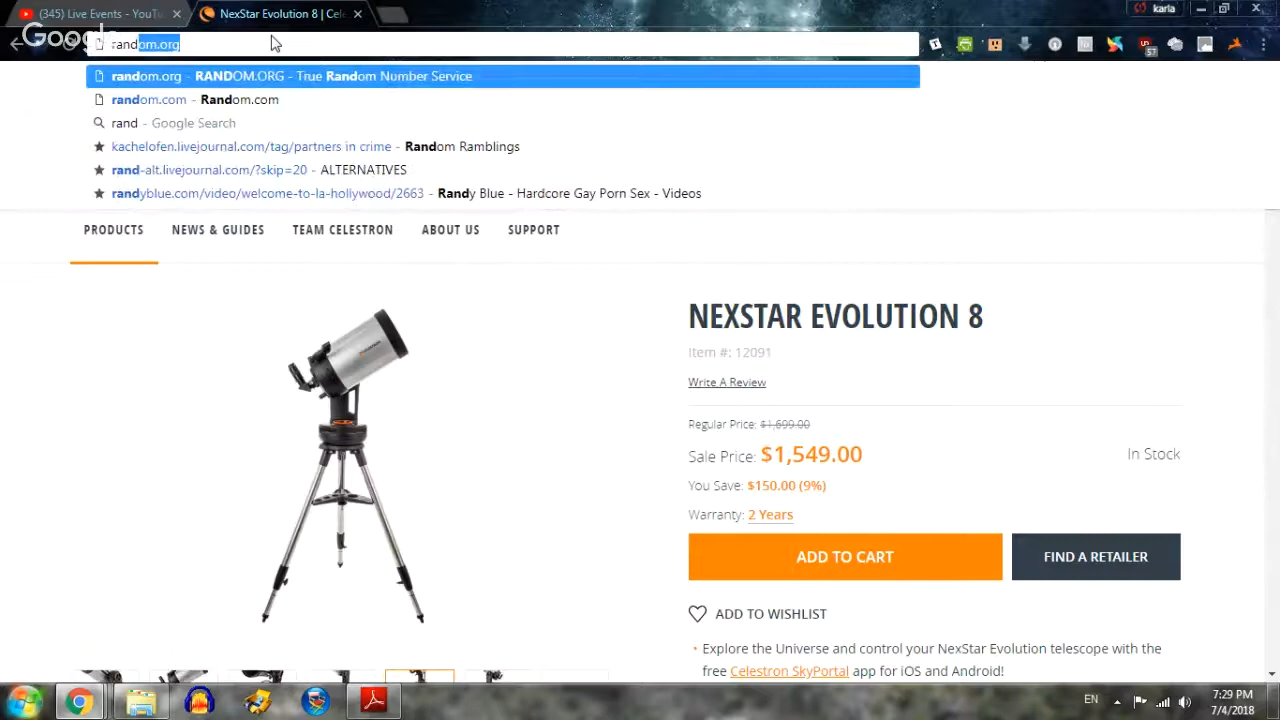 (345) Live Events - YouTu
NexStar Evolution 8 | Cel
karla
Google
random.org
57
random.org - RANDOM.ORG - True Random Number Service
random.com - Random.com
rand - Google Search
kachelofen.livejournal.com/tag/partners in crime - Random Ramblings
rand-alt.livejournal.com/?skip=20 - ALTERNATIVES
randyblue.com/video/welcome-to-la-hollywood/2663 - Randy Blue - Hardcore Gay Porn Sex - Videos
PRODUCTS
NEWS & GUIDES
TEAM CELESTRON
ABOUT US
SUPPORT
NEXSTAR EVOLUTION 8
Item #: 12091
Write A Review
Regular Price: $1,699.00
Sale Price: $1,549.00
In Stock
You Save: $150.00 (9%)
Warranty: 2 Years
ADD TO CART
FIND A RETAILER
ADD TO WISHLIST
Explore the Universe and control your NexStar Evolution telescope with the
free Celestron SkyPortal app for iOS and Android!
EN
7:29 PM
7/4/2018